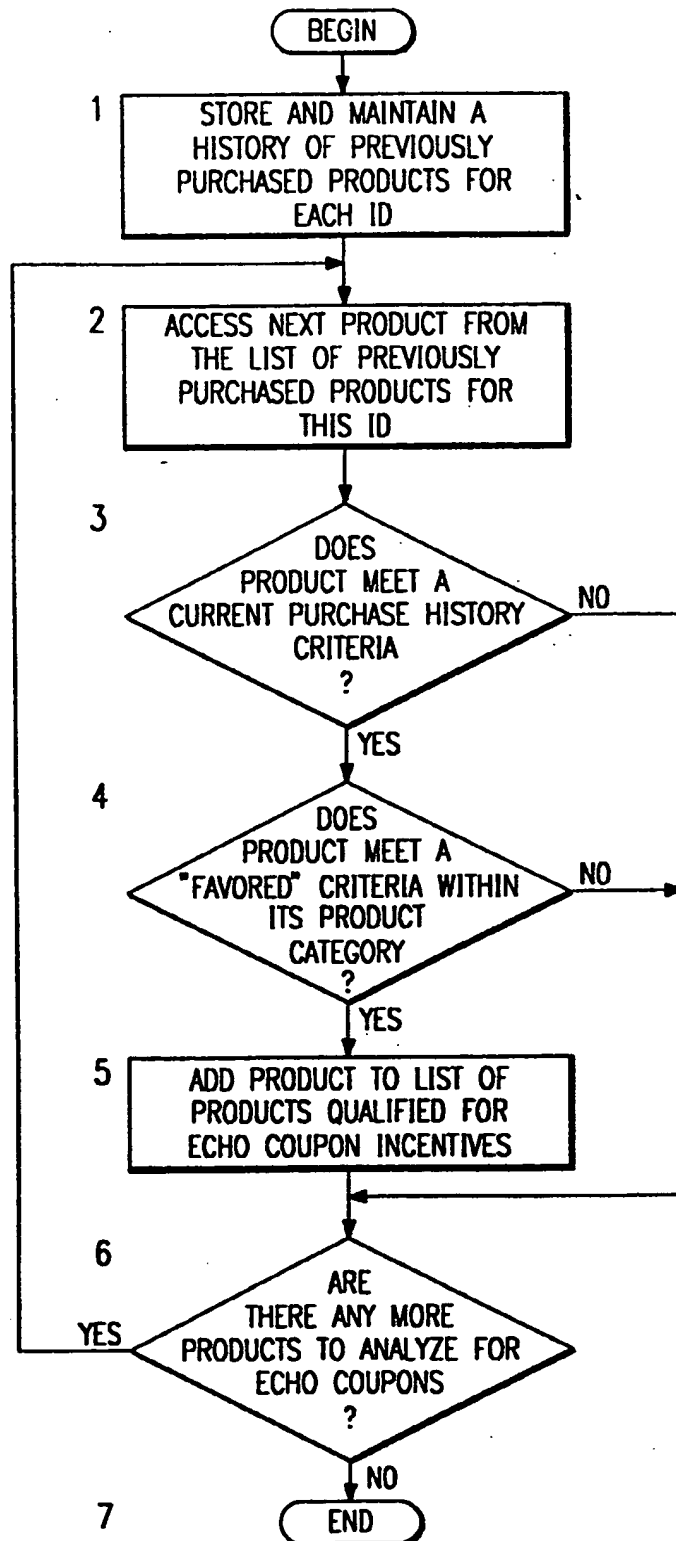 BEGIN
1
STORE AND MAINTAIN A
HISTORY OF PREVIOUSLY
PURCHASED PRODUCTS FOR
EACH ID
2
ACCESS NEXT PRODUCT FROM
THE LIST OF PREVIOUSLY
PURCHASED PRODUCTS FOR
THIS ID
3
DOES
PRODUCT MEET A
CURRENT PURCHASE HISTORY
CRITERIA
?
NO
YES
4
DOES
PRODUCT MEET A
"FAVORED" CRITERIA WITHIN
ITS PRODUCT
CATEGORY
?
NO
YES
5
ADD PRODUCT TO LIST OF
PRODUCTS QUALIFIED FOR
ECHO COUPON INCENTIVES
6
ARE
THERE ANY MORE
PRODUCTS TO ANALYZE FOR
ECHO COUPONS
?
YES
NO
7
END